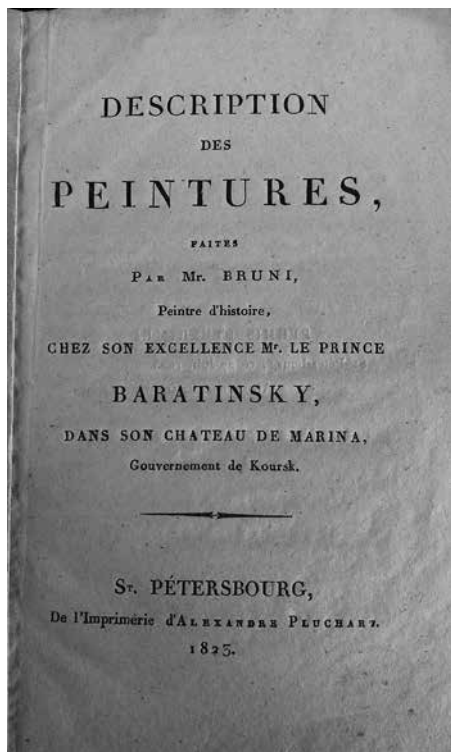 DESCRIPTION
DES
PEINTURES,
FAITES
PAR Mr. BRUNI,
Peintre d'histoire,
CHEZ SON EXCELLENCE Mr. LE PRINCE
BARATINSKY,
DANS SON CHATEAU DE MARINA,
Gouvernement de Koursk.
ST. PÉTERSBOURG,
De l'Imprimérie d'ALEXANDRE PLUCHART.
1823.